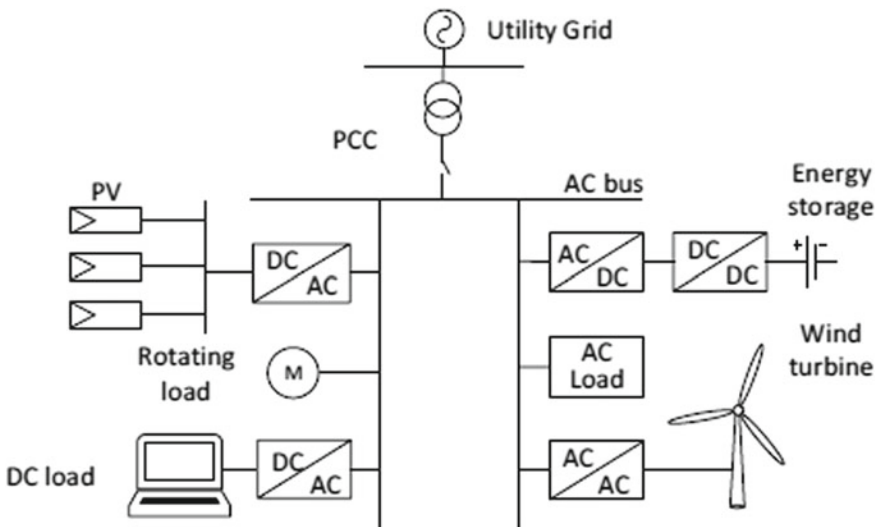 Utility Grid
PCC
AC bus
PV
DC
AC
Energy
storage
AC
DC
DC
DC
+ -
Rotating
load
M
AC
Load
Wind
turbine
DC load
DC
AC
AC
AC